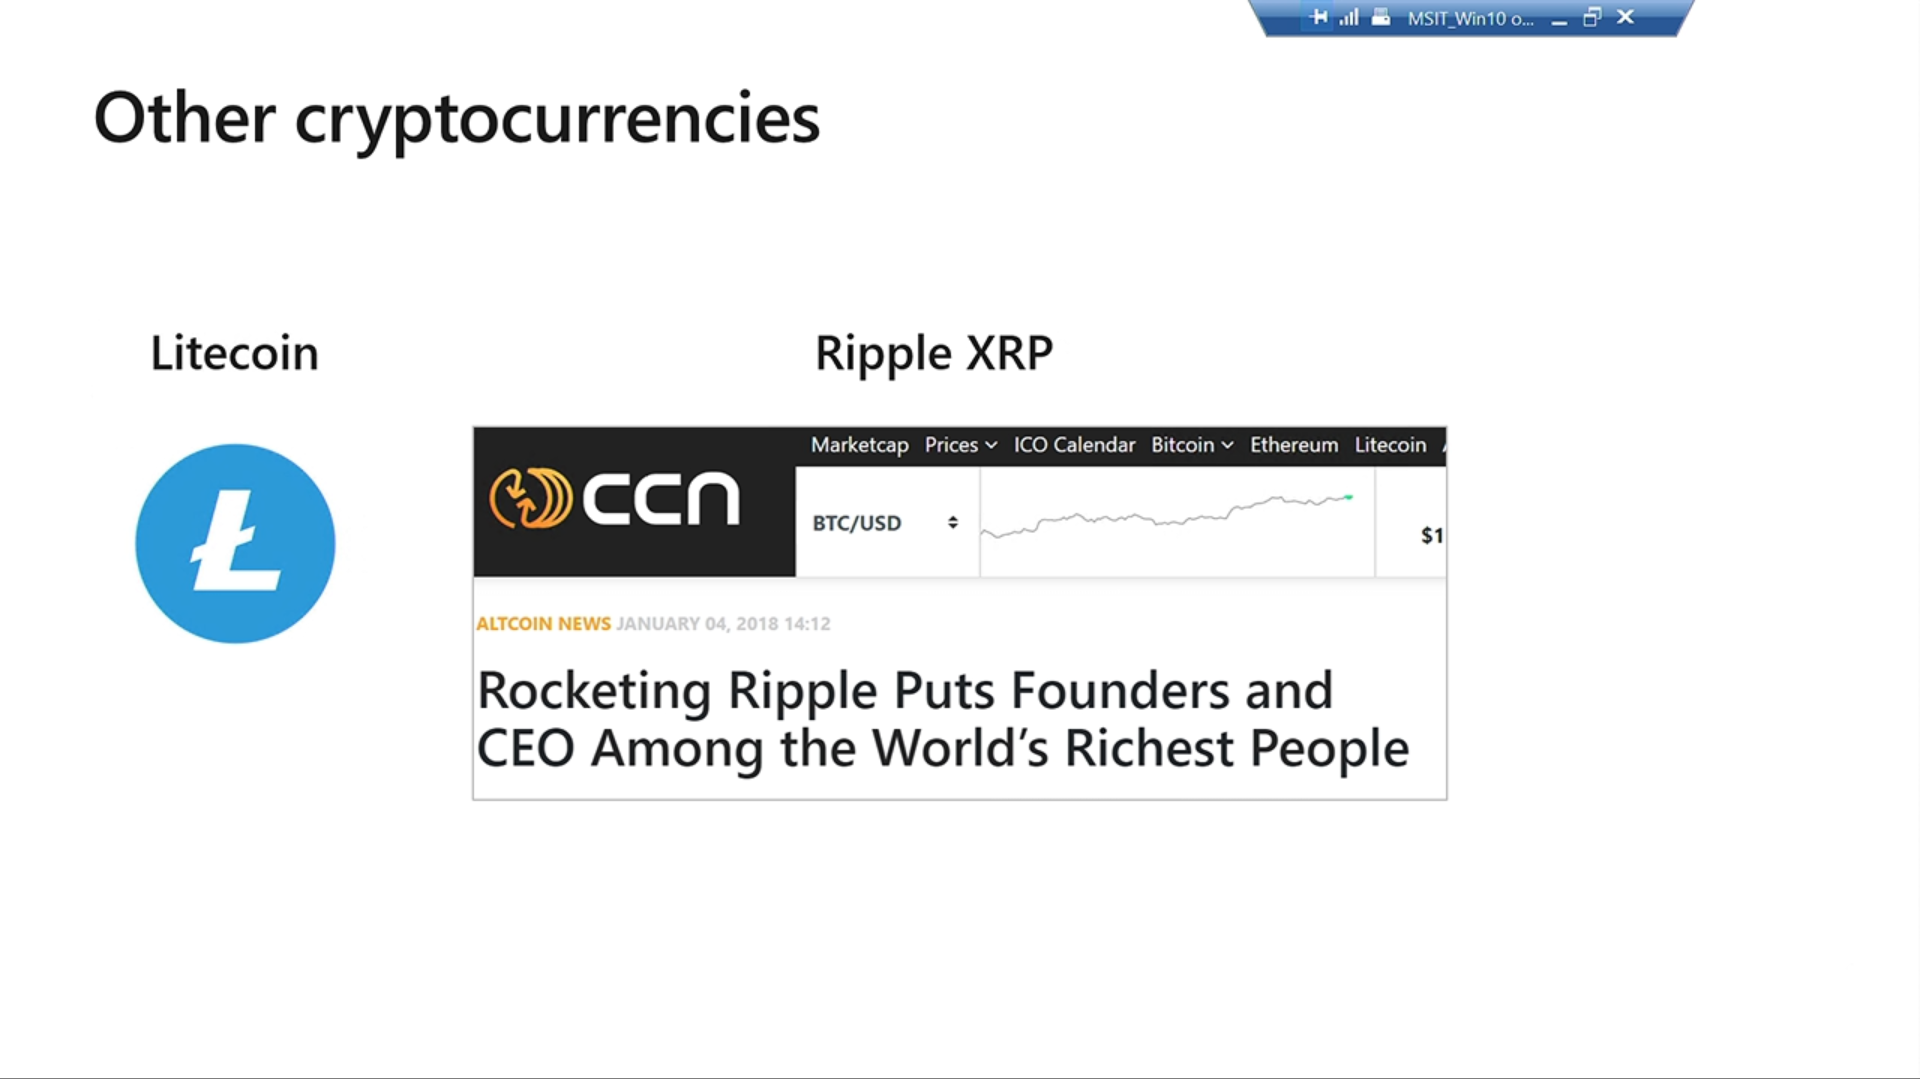 MSIT_Win10 o...
Other cryptocurrencies
Litecoin
Ripple XRP
Marketcap Prices ICO Calendar Bitcoin Ethereum Litecoin
CCN
BTC/USD
$1
ALTCOIN NEWS JANUARY 04, 2018 14:12
Rocketing Ripple Puts Founders and
CEO Among the World’s Richest People